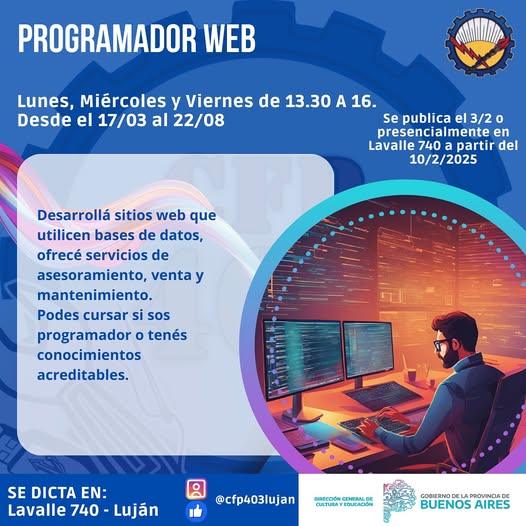 PROGRAMADOR WEB
Lunes, Miércoles y Viernes de 13.30 A 16.
Desde el 17/03 al 22/08
Se publica el 3/2 o
presencialmente en
Lavalle 740 a partir del
10/2/2025
Desarrollá sitios web que
utilicen bases de datos,
ofrecé servicios de
asesoramiento, venta y
mantenimiento.
Podes cursar si sos
programador o tenés
conocimientos
acreditables.
SE DICTA EN:
Lavalle 740 - Luján
@cfp403lujan
DIRECCIÓN GENERAL DE
CULTURA Y EDUCACIÓN
GOBIERNO DE LA PROVINCIA DE
BUENOS AIRES